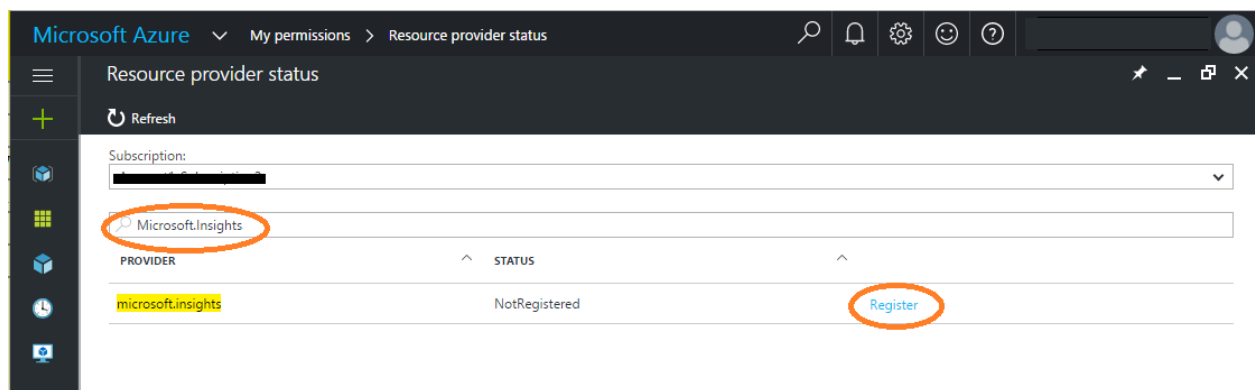 Microsoft Azure My permissions > Resource provider status
Resource provider status
Refresh
Subscription:
Microsoft.Insights
PROVIDER STATUS
microsoft.insights NotRegistered Register